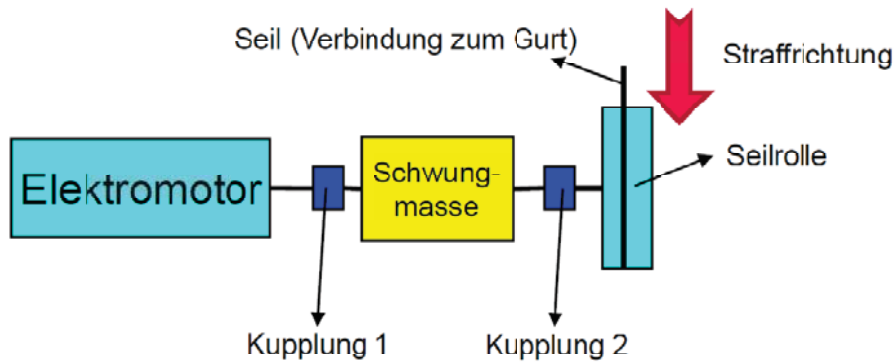 Seil (Verbindung zum Gurt)
Straffrichtung
Elektromotor
Schwung-
masse
Seilrolle
Kupplung 1
Kupplung 2